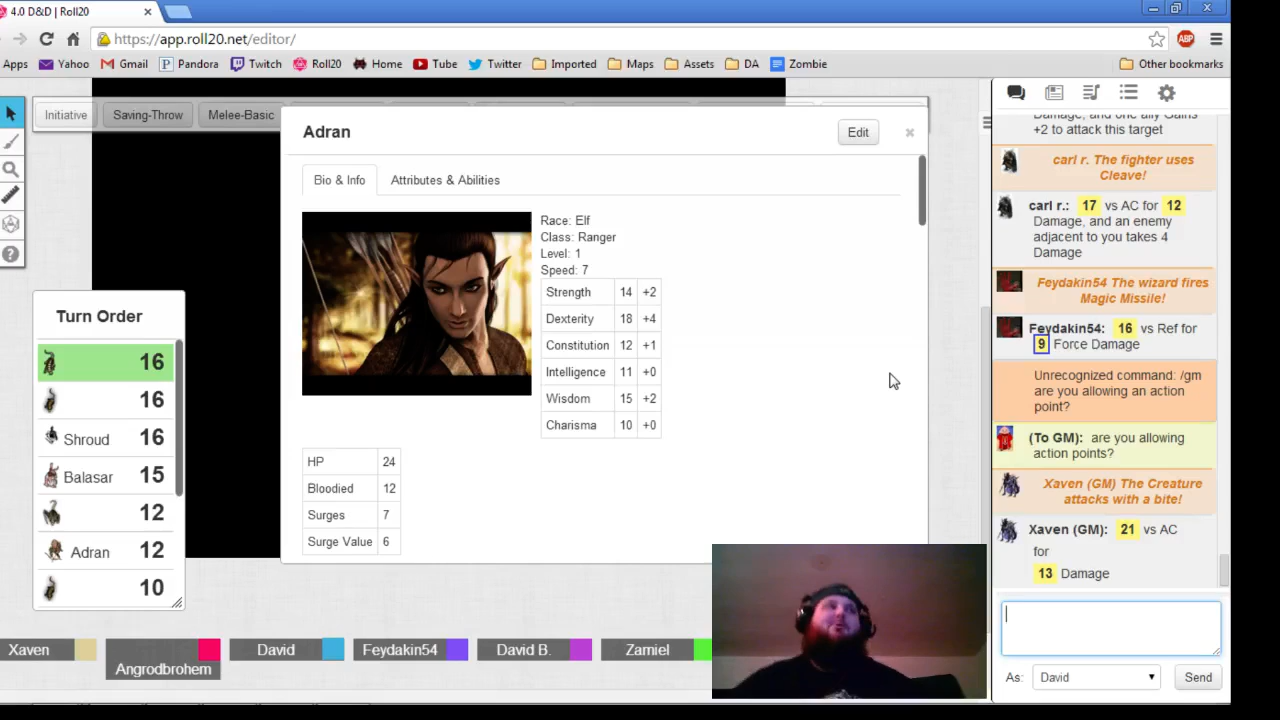 4.0 D&D | Roll20
https://app.roll20.net/editor/
Apps Yahoo Gmail Pandora Twitch Roll20 Home Tube Twitter Imported Maps Assets DA Zombie Other bookmarks
Initiative Saving-Throw Melee-Basic
Adran
Edit
Bio & Info Attributes & Abilities
Race: Elf
Class: Ranger
Level: 1
Speed: 7
Strength 14 +2
Dexterity 18 +4
Constitution 12 +1
Intelligence 11 +0
Wisdom 15 +2
Charisma 10 +0
HP 24
Bloodied 12
Surges 7
Surge Value 6
Turn Order
16
16
Shroud 16
Balasar 15
12
Adran 12
10
Xaven
Angrodbrohem
David
Feydakin54
David B.
Zamiel
Damage, and one ally Gains
+2 to attack this target
carl r. The fighter uses
Cleave!
carl r.: 17 vs AC for 12
Damage, and an enemy
adjacent to you takes 4
Damage
Feydakin54 The wizard fires
Magic Missile!
Feydakin54: 16 vs Ref for
9 Force Damage
Unrecognized command: /gm
are you allowing an action
point?
(To GM): are you allowing
action points?
Xaven (GM) The Creature
attacks with a bite!
Xaven (GM): 21 vs AC
for
13 Damage
As: David Send